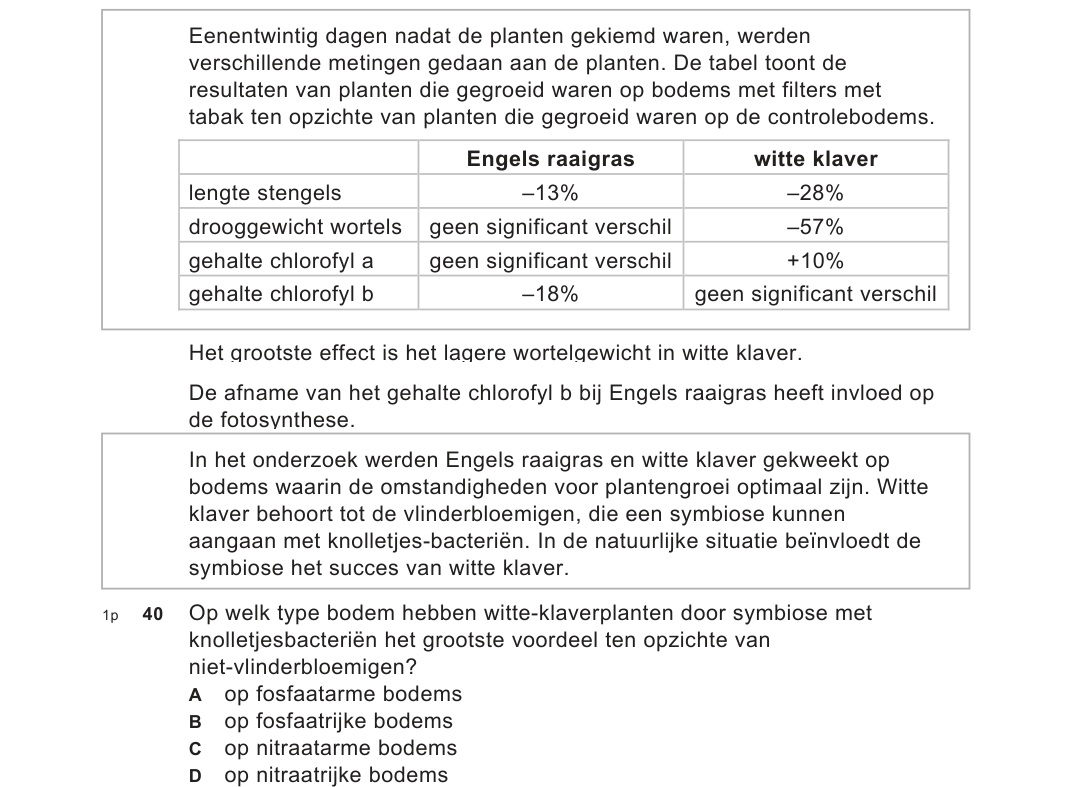 Eenentwintig dagen nadat de planten gekiemd waren, werden
verschillende metingen gedaan aan de planten. De tabel toont de
resultaten van planten die gegroeid waren op bodems met filters met
tabak ten opzichte van planten die gegroeid waren op de controlebodems.
Engels raaigras witte klaver
lengte stengels –13% –28%
drooggewicht wortels geen significant verschil –57%
gehalte chlorofyl a geen significant verschil +10%
gehalte chlorofyl b –18% geen significant verschil
Het grootste effect is het lagere wortelgewicht in witte klaver.
De afname van het gehalte chlorofyl b bij Engels raaigras heeft invloed op
de fotosynthese.
In het onderzoek werden Engels raaigras en witte klaver gekweekt op
bodems waarin de omstandigheden voor plantengroei optimaal zijn. Witte
klaver behoort tot de vlinderbloemigen, die een symbiose kunnen
aangaan met knolletjes-bacteriën. In de natuurlijke situatie beïnvloedt de
symbiose het succes van witte klaver.
1p 40 Op welk type bodem hebben witte-klaverplanten door symbiose met
knolletjesbacteriën het grootste voordeel ten opzichte van
niet-vlinderbloemigen?
A op fosfaatarme bodems
B op fosfaatrijke bodems
C op nitraatarme bodems
D op nitraatrijke bodems